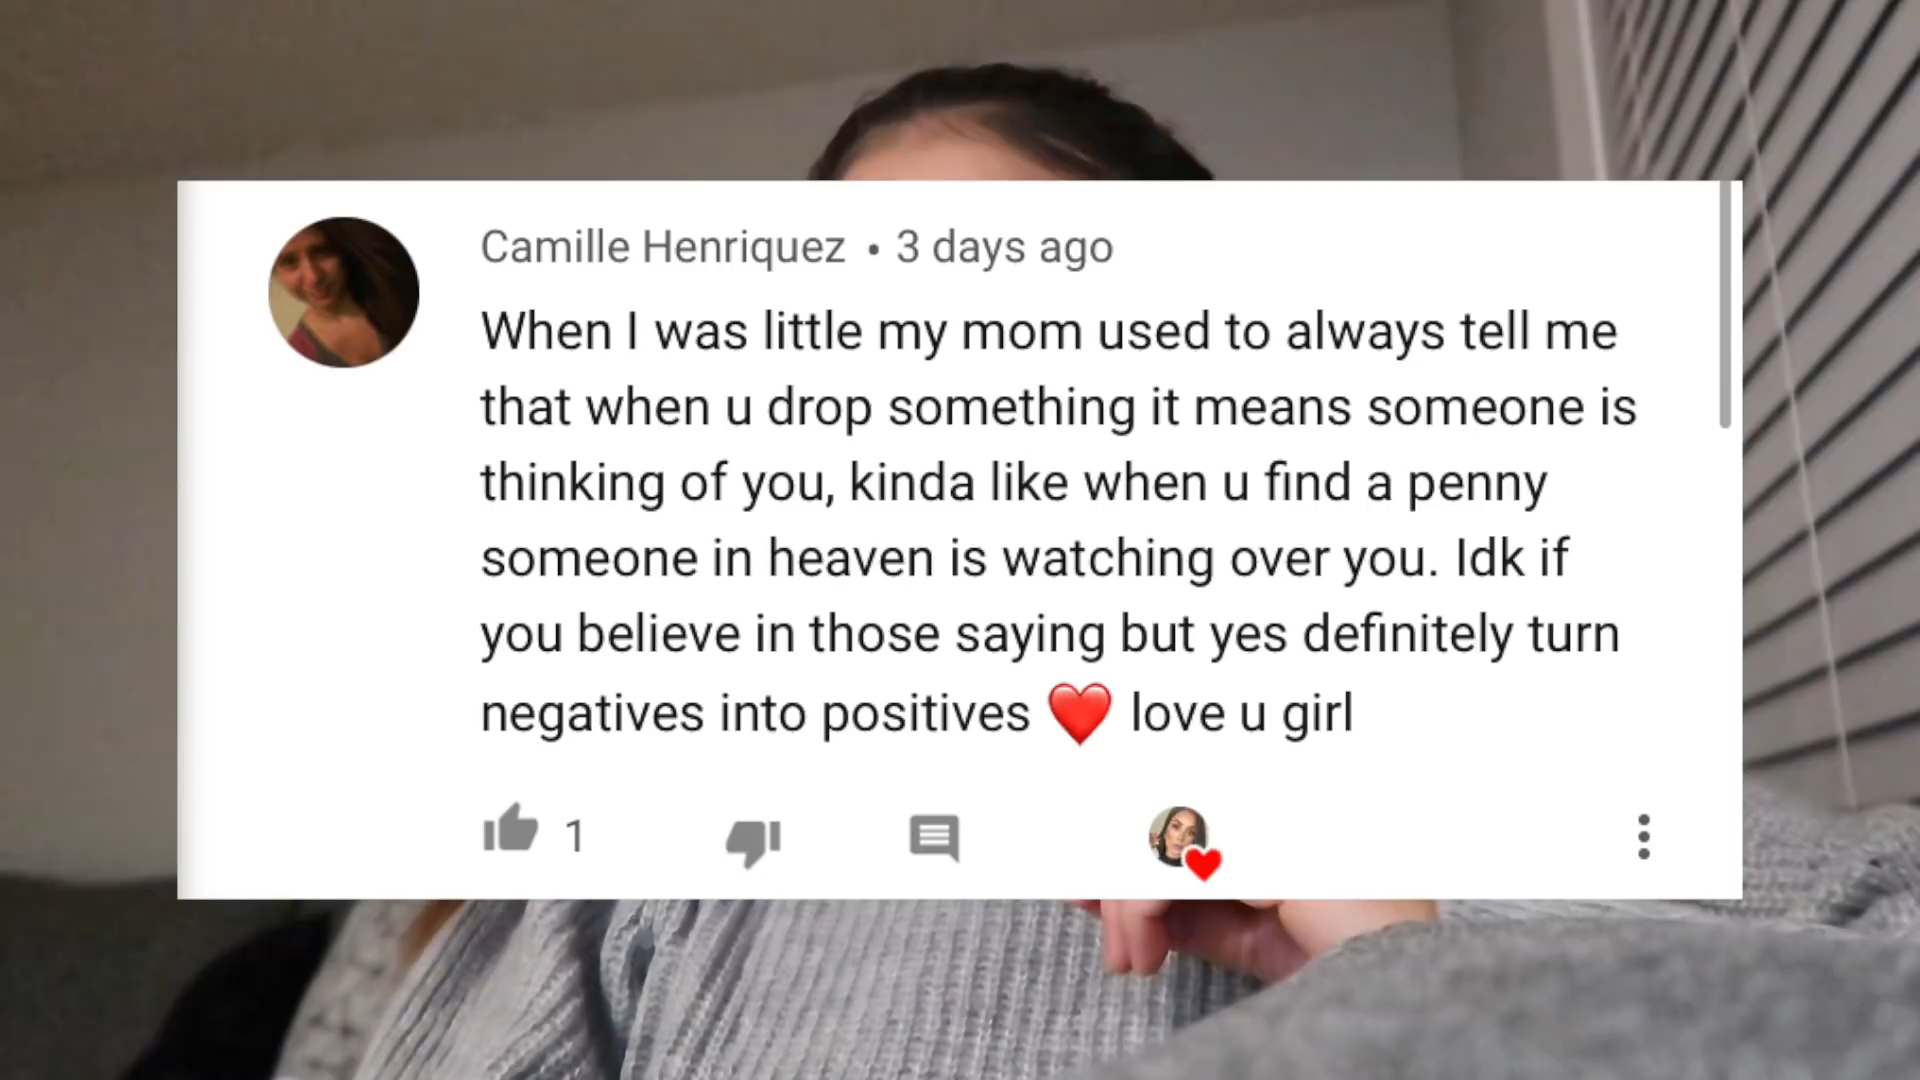 Camille Henriquez • 3 days ago
When I was little my mom used to always tell me
that when u drop something it means someone is
thinking of you, kinda like when u find a penny
someone in heaven is watching over you. Idk if
you believe in those saying but yes definitely turn
negatives into positives ❤️ love u girl
1